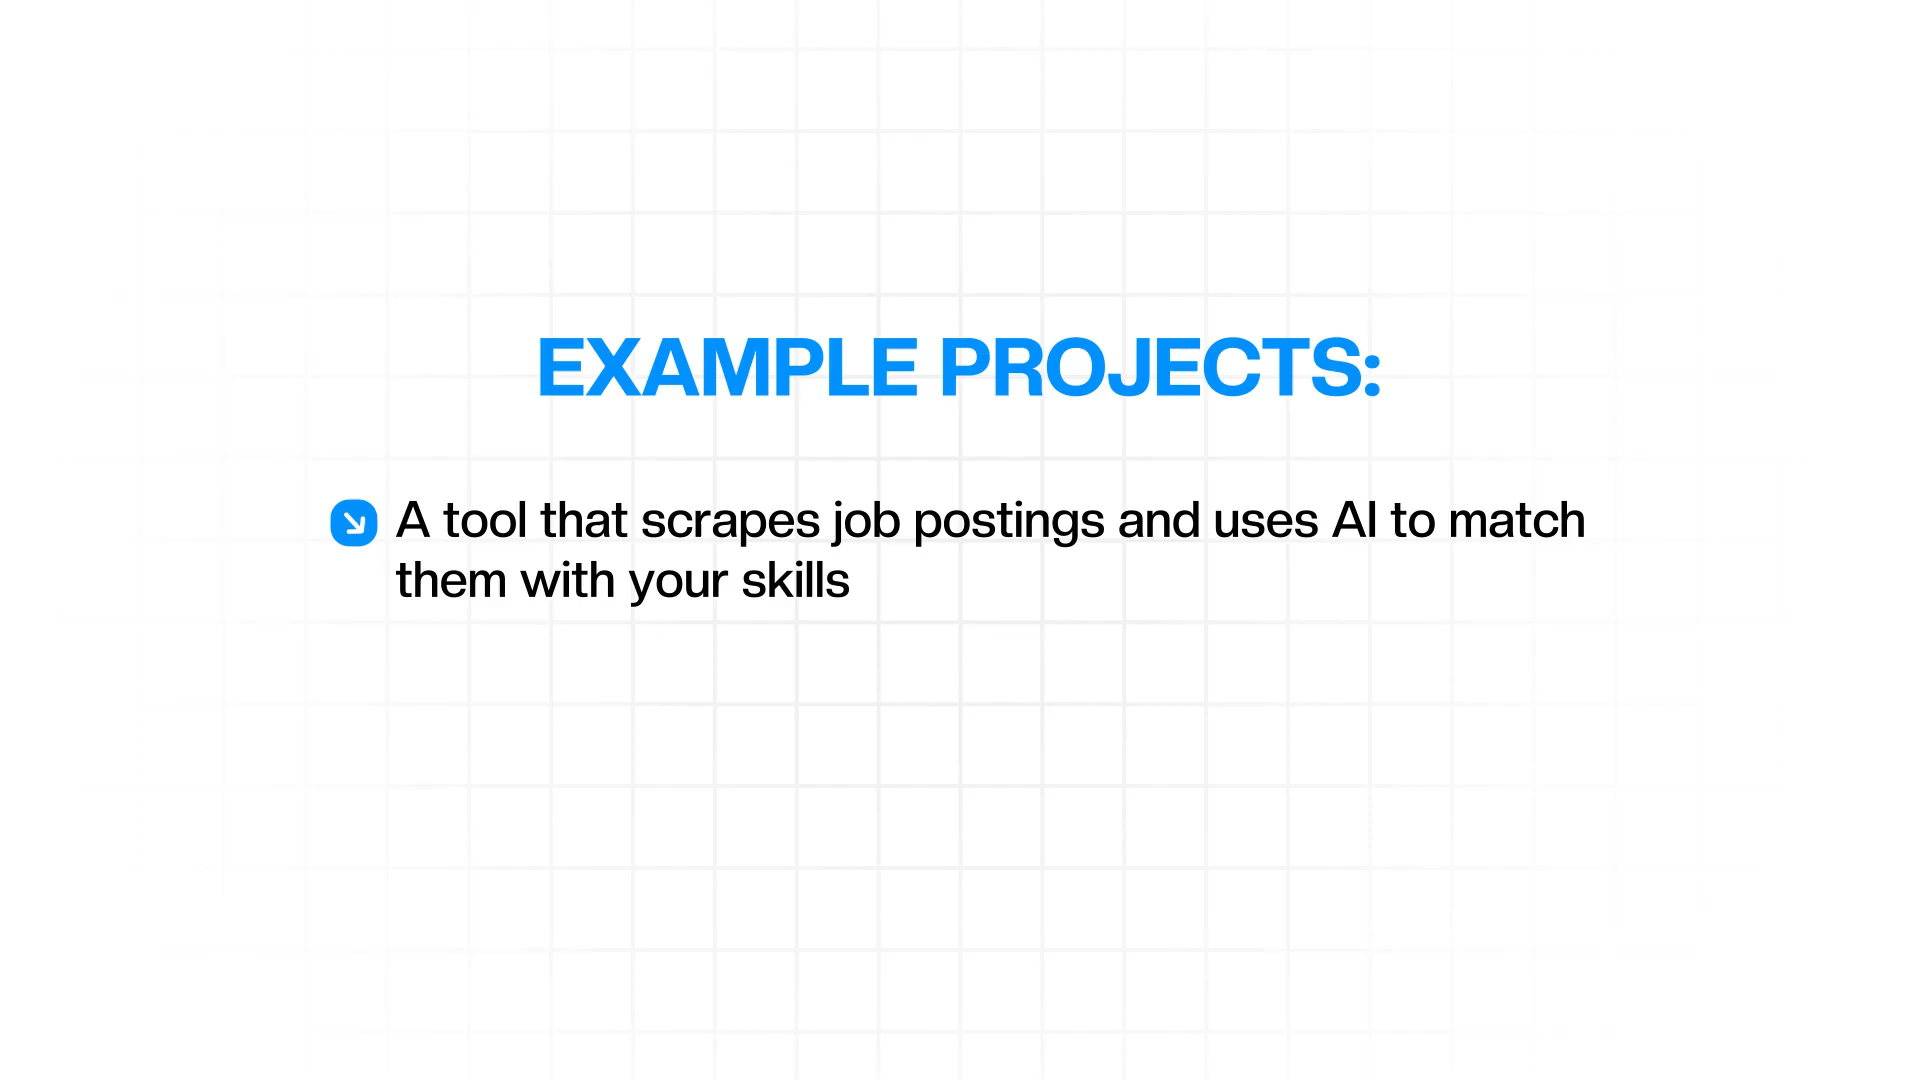 EXAMPLE PROJECTS:
A tool that scrapes job postings and uses AI to match
them with your skills